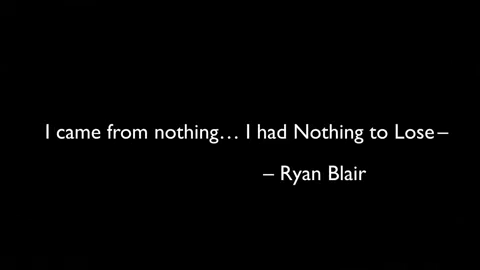 I came from nothing… I had Nothing to Lose –
– Ryan Blair